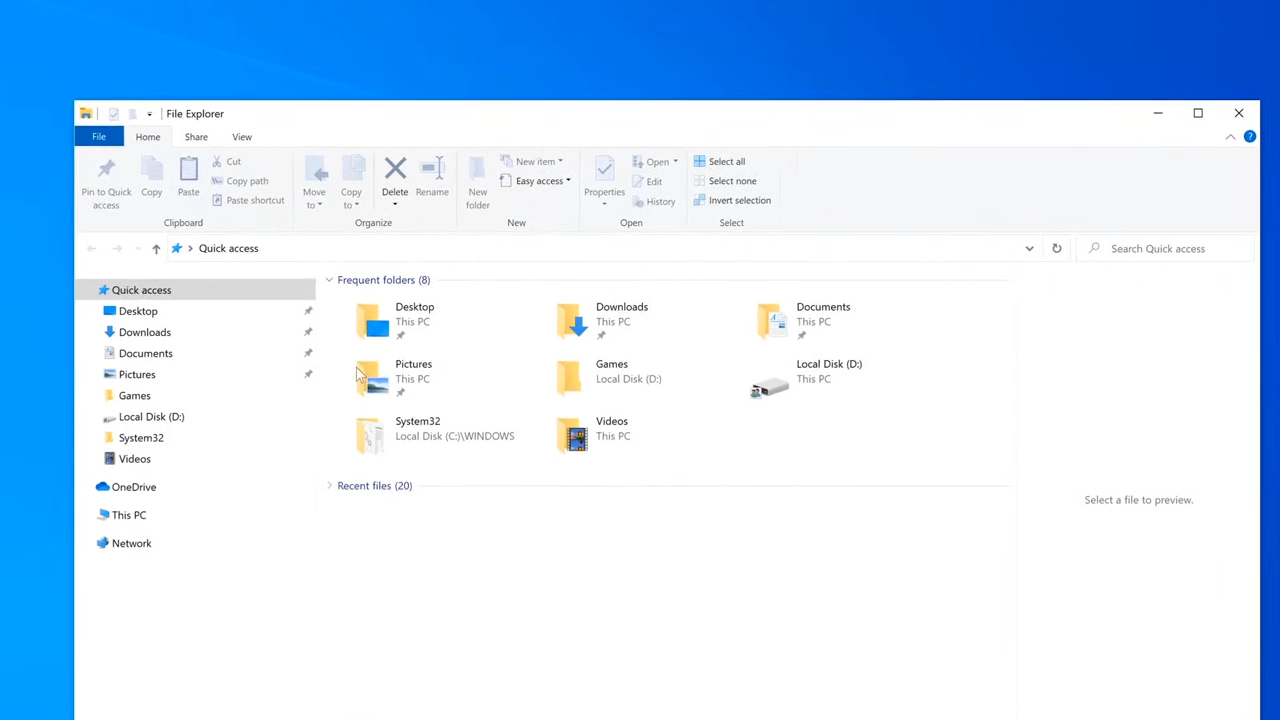 File Explorer
File Home Share View
Pin to Quick access
Copy
Paste
Cut
Copy path
Paste shortcut
Clipboard
Move to
Copy to
Delete
Rename
Organize
New folder
New item
Easy access
New
Properties
Open
Edit
History
Open
Select all
Select none
Invert selection
Select
Quick access
Search Quick access
Quick access
Desktop
Downloads
Documents
Pictures
Games
Local Disk (D:)
System32
Videos
OneDrive
This PC
Network
Frequent folders (8)
Desktop
This PC
Downloads
This PC
Documents
This PC
Pictures
This PC
Games
Local Disk (D:)
Local Disk (D:)
This PC
System32
Local Disk (C:)\WINDOWS
Videos
This PC
Recent files (20)
Select a file to preview.